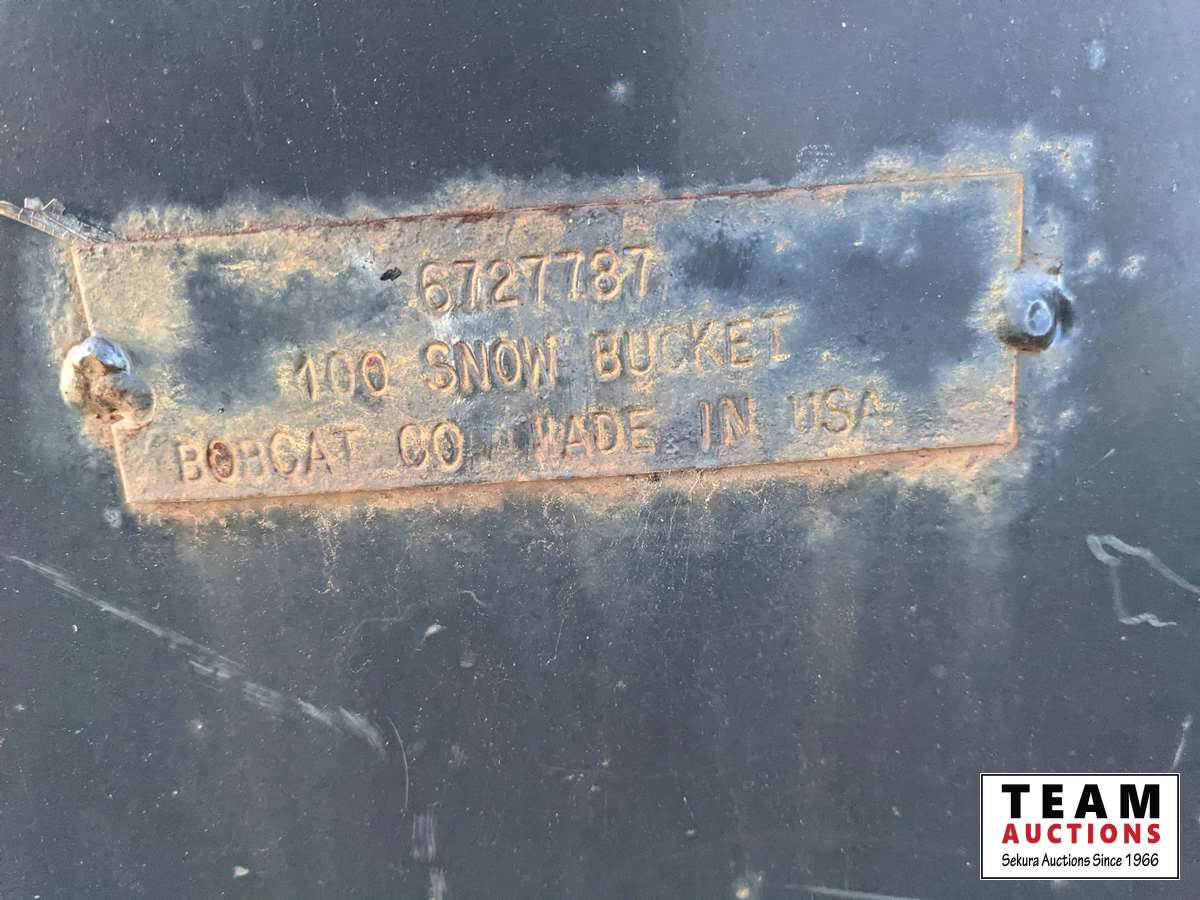 6727787
100 SNOW BUCKET
BOBCAT CO MADE IN USA
TEAM
AUCTIONS
Sekura Auctions Since 1966